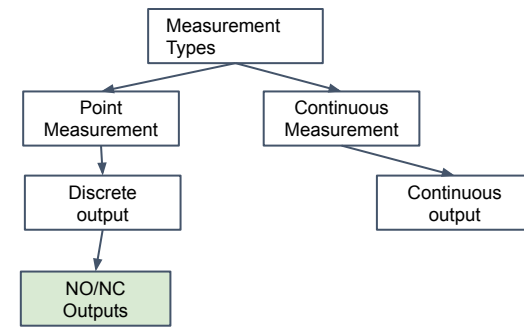 Measurement
Types
Point
Measurement
Continuous
Measurement
Discrete
output
Continuous
output
NO/NC
Outputs